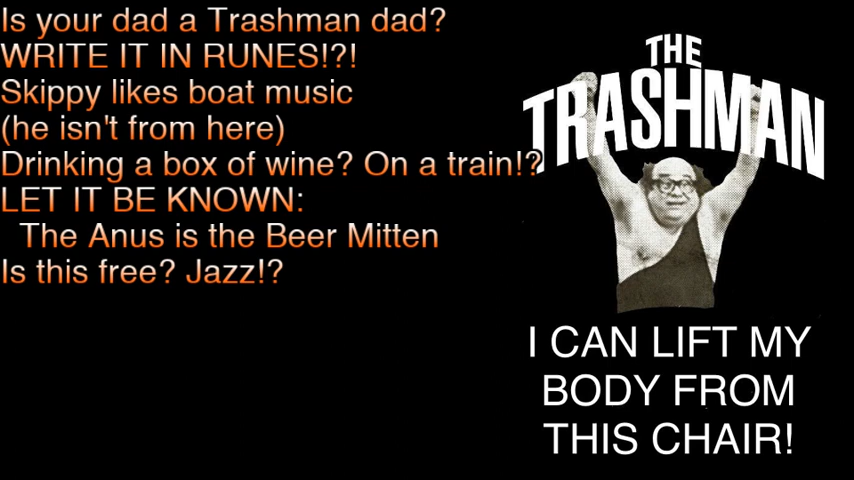 Is your dad a Trashman dad?
WRITE IT IN RUNES!?!
Skippy likes boat music
(he isn't from here)
Drinking a box of wine? On a train!?
LET IT BE KNOWN:
The Anus is the Beer Mitten
Is this free? Jazz!?
THE
TRASHMAN
I CAN LIFT MY
BODY FROM
THIS CHAIR!